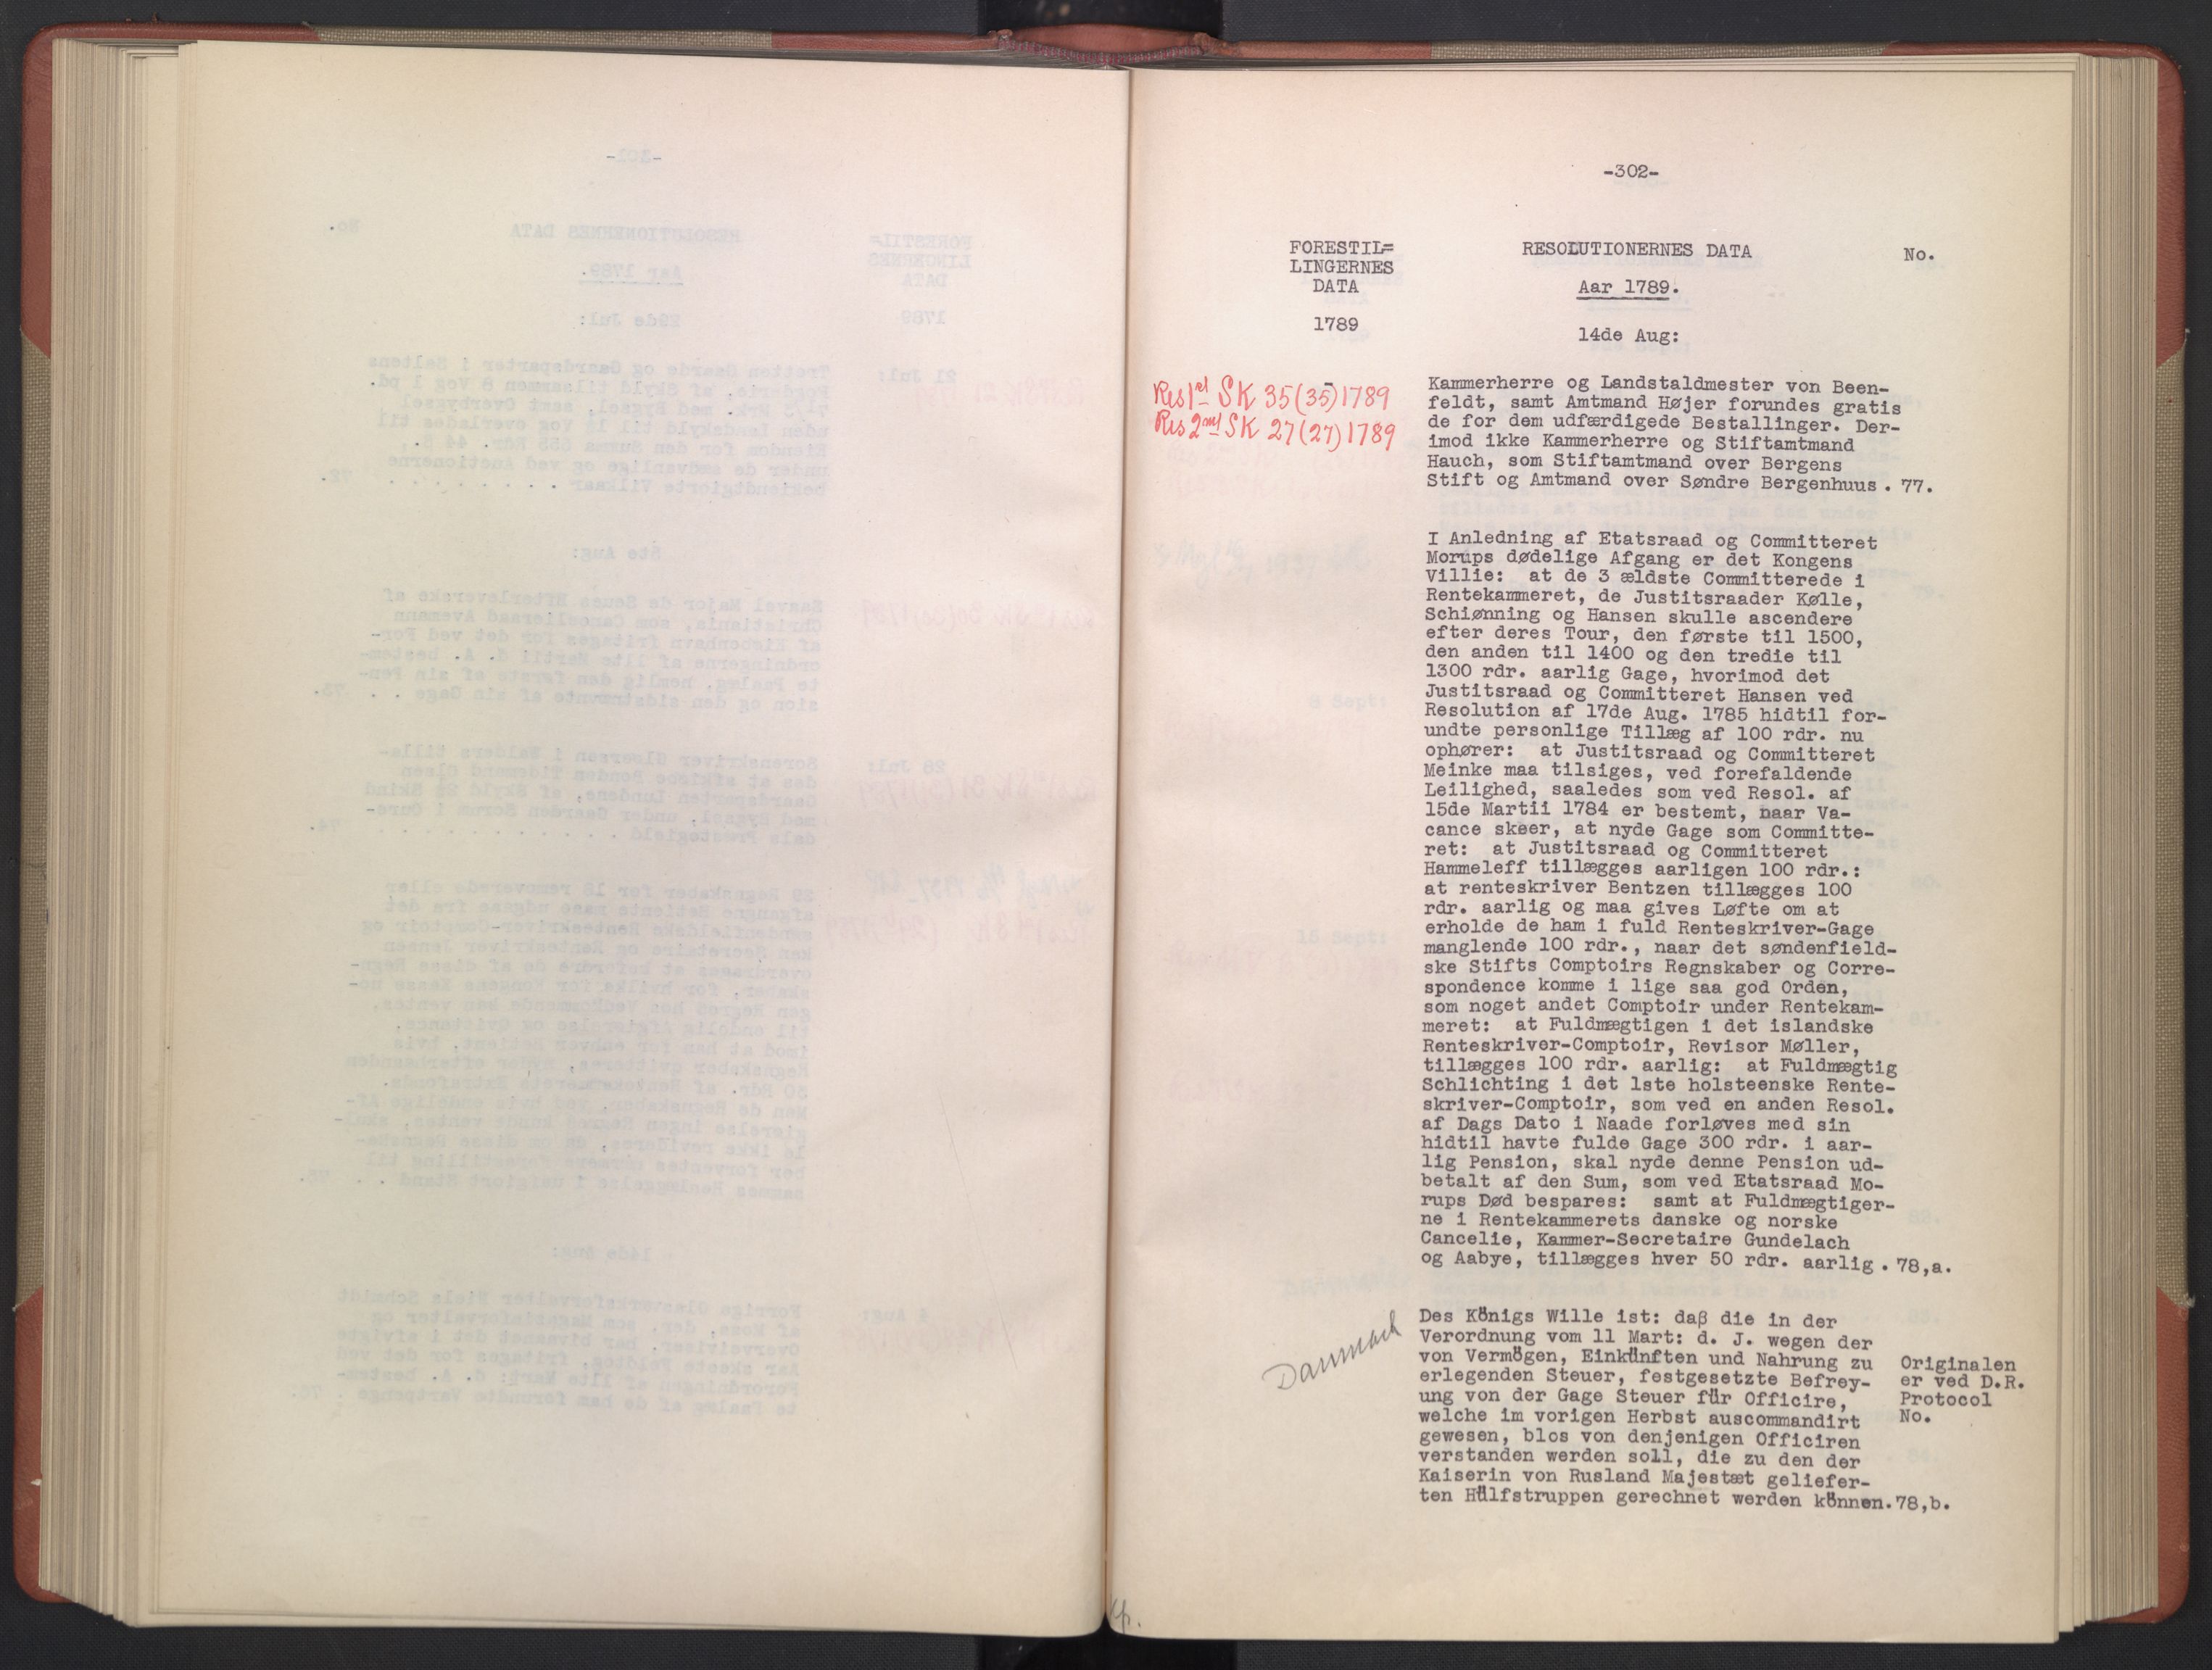 -302-
FORESTIL=
LINGERNES
DATA
1789
RESOLUTIONERNES DATA
Aar 1789.
14de Aug:
No.
Res 1st SK 35(35)1789
Res 2nd SK 27(27)1789
Kammerherre og Landstaldmester von Been-
feldt, samt Amtmand Højer forundes gratis
de for dem udfærdigede Bestallinger. Der-
imod ikke Kammerherre og Stiftamtmand
Hauch, som Stiftamtmand over Bergens
Stift og Amtmand over Søndre Bergenhuus . 77.
I Anledning af Etatsraad og Committeret
Morups dødelige Afgang er det Kongens
Villie: at de 3 ældste Committerede i
Rentekammeret, de Justitsraader Kølle,
Schiønning og Hansen skulle ascendere
efter deres Tour, den første til 1500,
den anden til 1400 og den tredie til
1300 rdr. aarlig Gage, hvorimod det
Justitsraad og Committeret Hansen ved
Resolution af 17de Aug. 1785 hidtil for-
undte personlige Tillæg af 100 rdr. nu
ophører: at Justitsraad og Committeret
Meinke maa tilsiges, ved forefaldende
Leilighed, saaledes som ved Resol. af
15de Martii 1784 er bestemt, naar Va-
cance skeer, at nyde Gage som Committe-
ret: at Justitsraad og Committeret
Hammeleff tillægges aarligen 100 rdr.:
at renteskriver Bentzen tillægges 100
rdr. aarlig og maa gives Løfte om at
erholde de ham i fuld Renteskriver-Gage
manglende 100 rdr., naar det søndenfield-
ske Stifts Comptoirs Regnskaber og Corre-
spondence komme i lige saa god Orden,
som noget andet Comptoir under Rentekam-
meret: at Fuldmægtigen i det islandske
Renteskriver-Comptoir, Revisor Møller,
tillægges 100 rdr. aarlig: at Fuldmægtig
Schlichting i det 1ste holsteenske Rente-
skriver-Comptoir, som ved en anden Resol.
af Dags Dato i Naade forløves med sin
hidtil havte fulde Gage 300 rdr. i aar-
lig Pension, skal nyde denne Pension ud-
betalt af den Sum, som ved Etatsraad Mo-
rups Død bespares: samt at Fuldmægtiger-
ne i Rentekammerets danske og norske
Cancelie, Kammer-Secretaire Gundelach
og Aabye, tillægges hver 50 rdr. aarlig . 78,a.
Danmark
Des Königs Wille ist: daß die in der
Verordnung vom 11 Mart: d. J. wegen der
von Vermögen, Einkünften und Nahrung zu
erlegenden Steuer, festgesetzte Befrey-
ung von der Gage Steuer für Officire,
welche im vorigen Herbst auscommandirt
gewesen, blos von denjenigen Officiren
verstanden werden soll, die zu den der
Kaiserin von Rusland Majestæt geliefer-
ten Hülfstruppen gerechnet werden können. 78,b.
Originalen
er ved D.R.
Protocol
No.